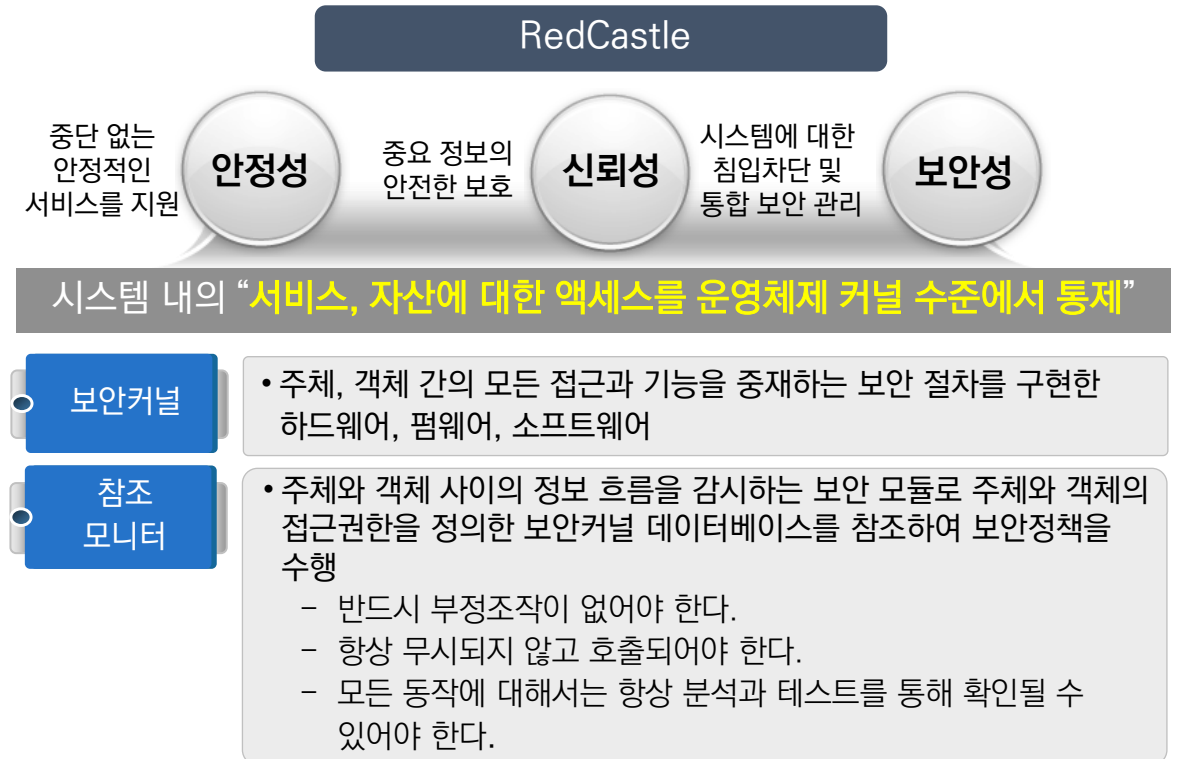 RedCastle
중단 없는
안정적인
서비스를 지원
안정성
중요 정보의
안전한 보호
신뢰성
시스템에 대한
침입차단 및
통합 보안 관리
보안성
시스템 내의 “서비스, 자산에 대한 액세스를 운영체제 커널 수준에서 통제”
보안커널
• 주체, 객체 간의 모든 접근과 기능을 중재하는 보안 절차를 구현한
하드웨어, 펌웨어, 소프트웨어
참조
모니터
• 주체와 객체 사이의 정보 흐름을 감시하는 보안 모듈로 주체와 객체의
접근권한을 정의한 보안커널 데이터베이스를 참조하여 보안정책을
수행
– 반드시 부정조작이 없어야 한다.
– 항상 무시되지 않고 호출되어야 한다.
– 모든 동작에 대해서는 항상 분석과 테스트를 통해 확인될 수
있어야 한다.